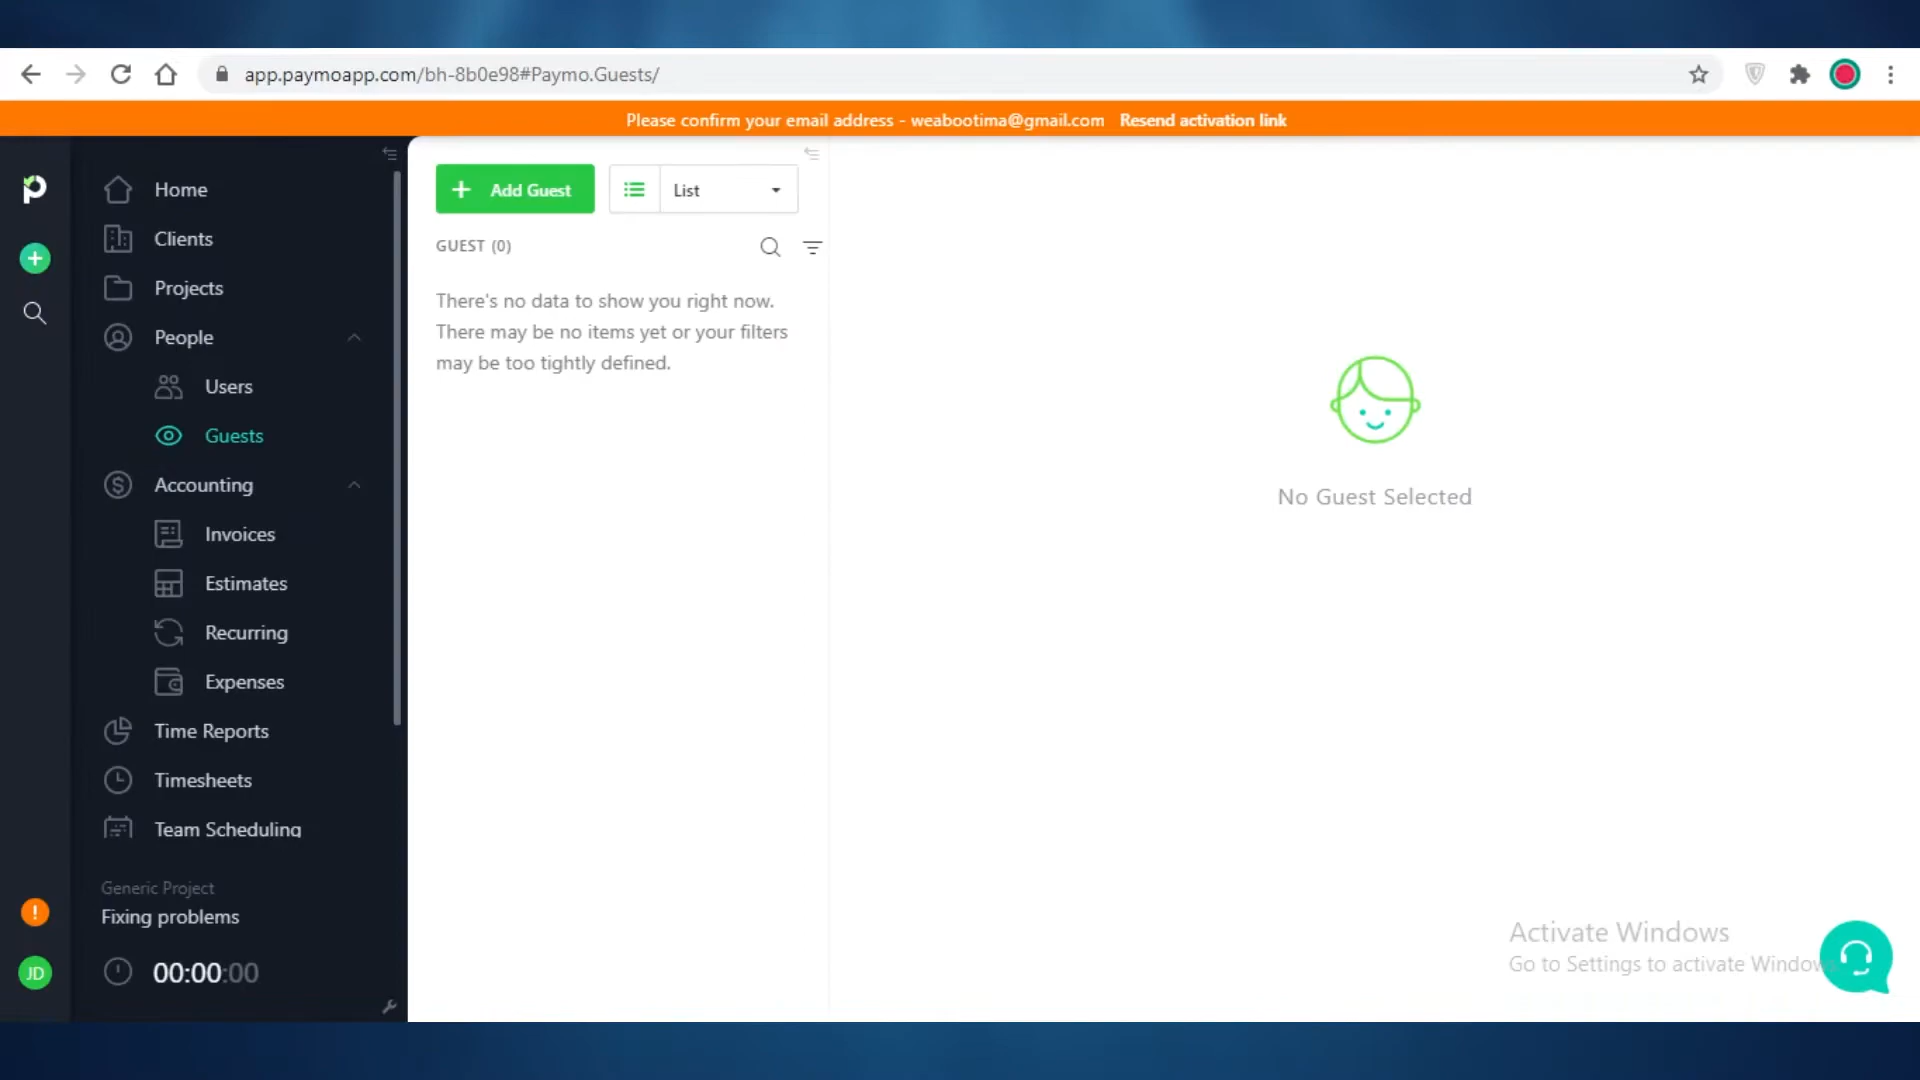 app.paymoapp.com/bh-8b0e98#Paymo.Guests/
Please confirm your email address - weabootima@gmail.com Resend activation link
Home
Clients
Projects
People
Users
Guests
Accounting
Invoices
Estimates
Recurring
Expenses
Time Reports
Timesheets
Team Scheduling
Generic Project
Fixing problems
00:00:00
JD
+ Add Guest
List
GUEST (0)
There's no data to show you right now.
There may be no items yet or your filters
may be too tightly defined.
No Guest Selected
Activate Windows
Go to Settings to activate Window